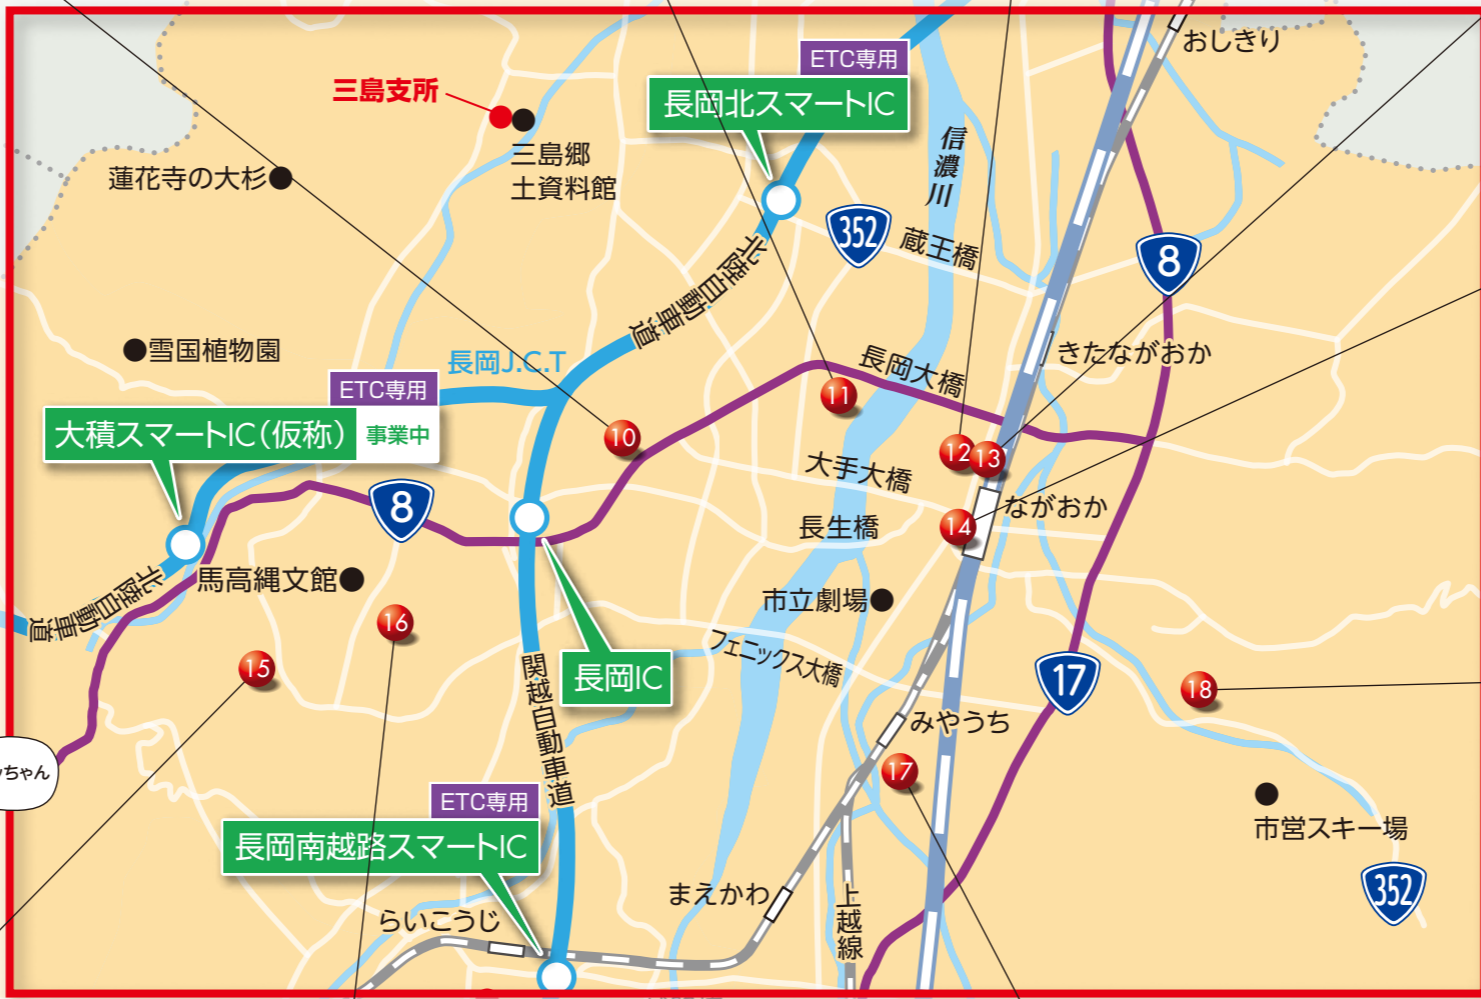 おしきり
ETC専用
長岡北スマートIC
三島支所
三島郷
土資料館
蓮花寺の大杉
信濃川
352
蔵王橋
8
北陸自動車道
雪国植物園
長岡J.C.T
きたながおか
長岡大橋
ETC専用
大積スマートIC(仮称)
事業中
11
10
12
13
大手大橋
8
ながおか
14
長生橋
北陸自動車道
馬高縄文館
市立劇場
16
フェニックス大橋
15
長岡IC
関越自動車道
17
18
みやうち
17
ちゃん
ETC専用
長岡南越路スマートIC
市営スキー場
352
まえかわ
上越線
らいこうじ